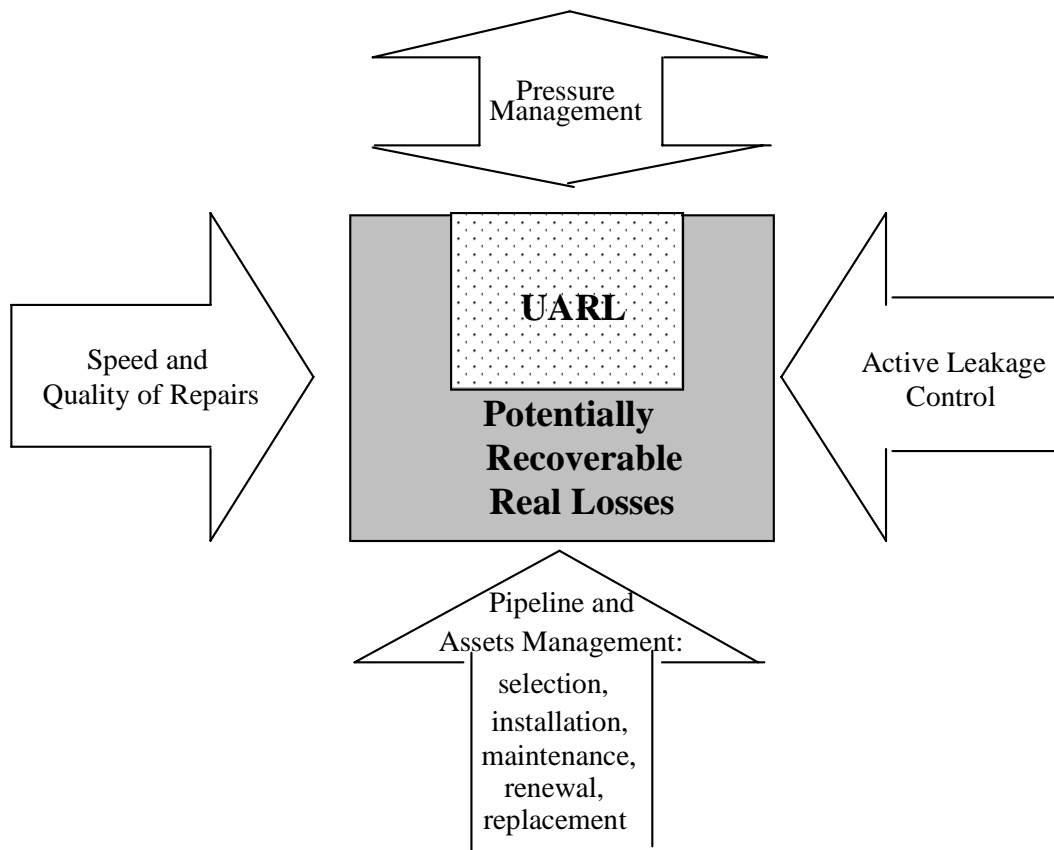 Pressure
Management
UARL
Speed and
Quality of Repairs
Active Leakage
Control
Potentially
Recoverable
Real Losses
Pipeline and
Assets Management:
selection,
installation,
maintenance,
renewal,
replacement